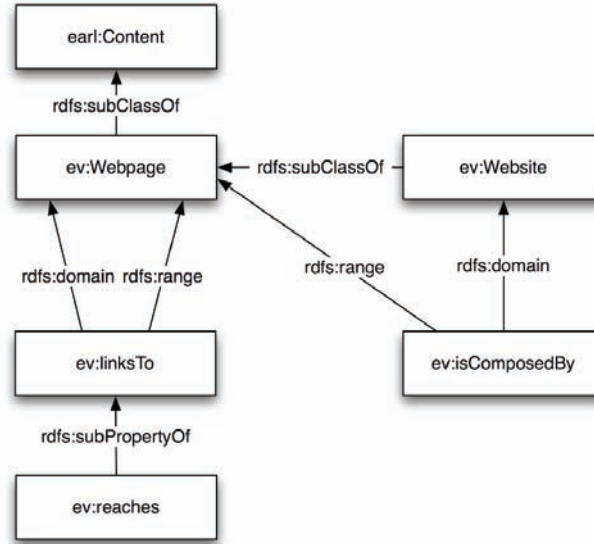 earl:Content
rdfs:subClassOf
ev:Webpage
rdfs:subClassOf
ev:Website
rdfs:domain
rdfs:range
rdfs:range
rdfs:domain
ev:linksTo
ev:isComposedBy
rdfs:subPropertyOf
ev:reaches